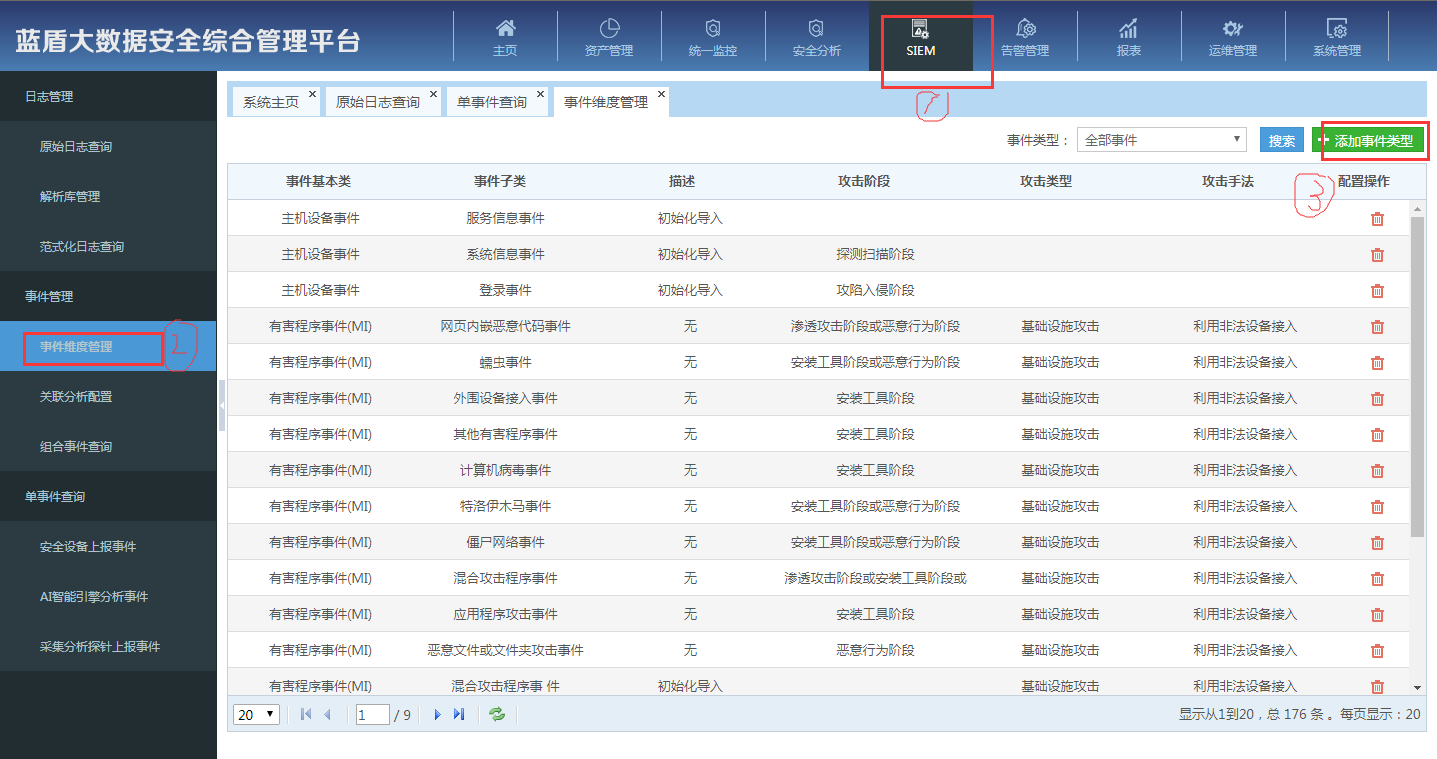 蓝盾大数据安全综合管理平台
主页 资产管理 统一监控 安全分析 SIEM 告警管理 报表 运维管理 系统管理
1
日志管理
原始日志查询
解析库管理
范式化日志查询
事件管理
事件维度管理 2
关联分析配置
组合事件查询
单事件查询
安全设备上报事件
AI智能引擎分析事件
采集分析探针上报事件
系统主页 × 原始日志查询 × 单事件查询 × 事件维度管理 ×
事件类型： 全部事件 搜索 + 添加事件类型
3
事件基本类 事件子类 描述 攻击阶段 攻击类型 攻击手法 配置操作
主机设备事件 服务信息事件 初始化导入
主机设备事件 系统信息事件 初始化导入 探测扫描阶段
主机设备事件 登录事件 初始化导入 攻陷入侵阶段
有害程序事件(MI) 网页内嵌恶意代码事件 无 渗透攻击阶段或恶意行为阶段 基础设施攻击 利用非法设备接入
有害程序事件(MI) 蠕虫事件 无 安装工具阶段或恶意行为阶段 基础设施攻击 利用非法设备接入
有害程序事件(MI) 外围设备接入事件 无 安装工具阶段 基础设施攻击 利用非法设备接入
有害程序事件(MI) 其他有害程序事件 无 安装工具阶段 基础设施攻击 利用非法设备接入
有害程序事件(MI) 计算机病毒事件 无 安装工具阶段 基础设施攻击 利用非法设备接入
有害程序事件(MI) 特洛伊木马事件 无 安装工具阶段或恶意行为阶段 基础设施攻击 利用非法设备接入
有害程序事件(MI) 僵尸网络事件 无 安装工具阶段或恶意行为阶段 基础设施攻击 利用非法设备接入
有害程序事件(MI) 混合攻击程序事件 无 渗透攻击阶段或安装工具阶段或 基础设施攻击 利用非法设备接入
有害程序事件(MI) 应用程序攻击事件 无 安装工具阶段 基础设施攻击 利用非法设备接入
有害程序事件(MI) 恶意文件或文件夹攻击事件 无 恶意行为阶段 基础设施攻击 利用非法设备接入
有害程序事件(MI) 混合攻击程序事 件 初始化导入 基础设施攻击 利用非法设备接入
20 1 / 9 显示从1到20，总 176 条 。每页显示：20